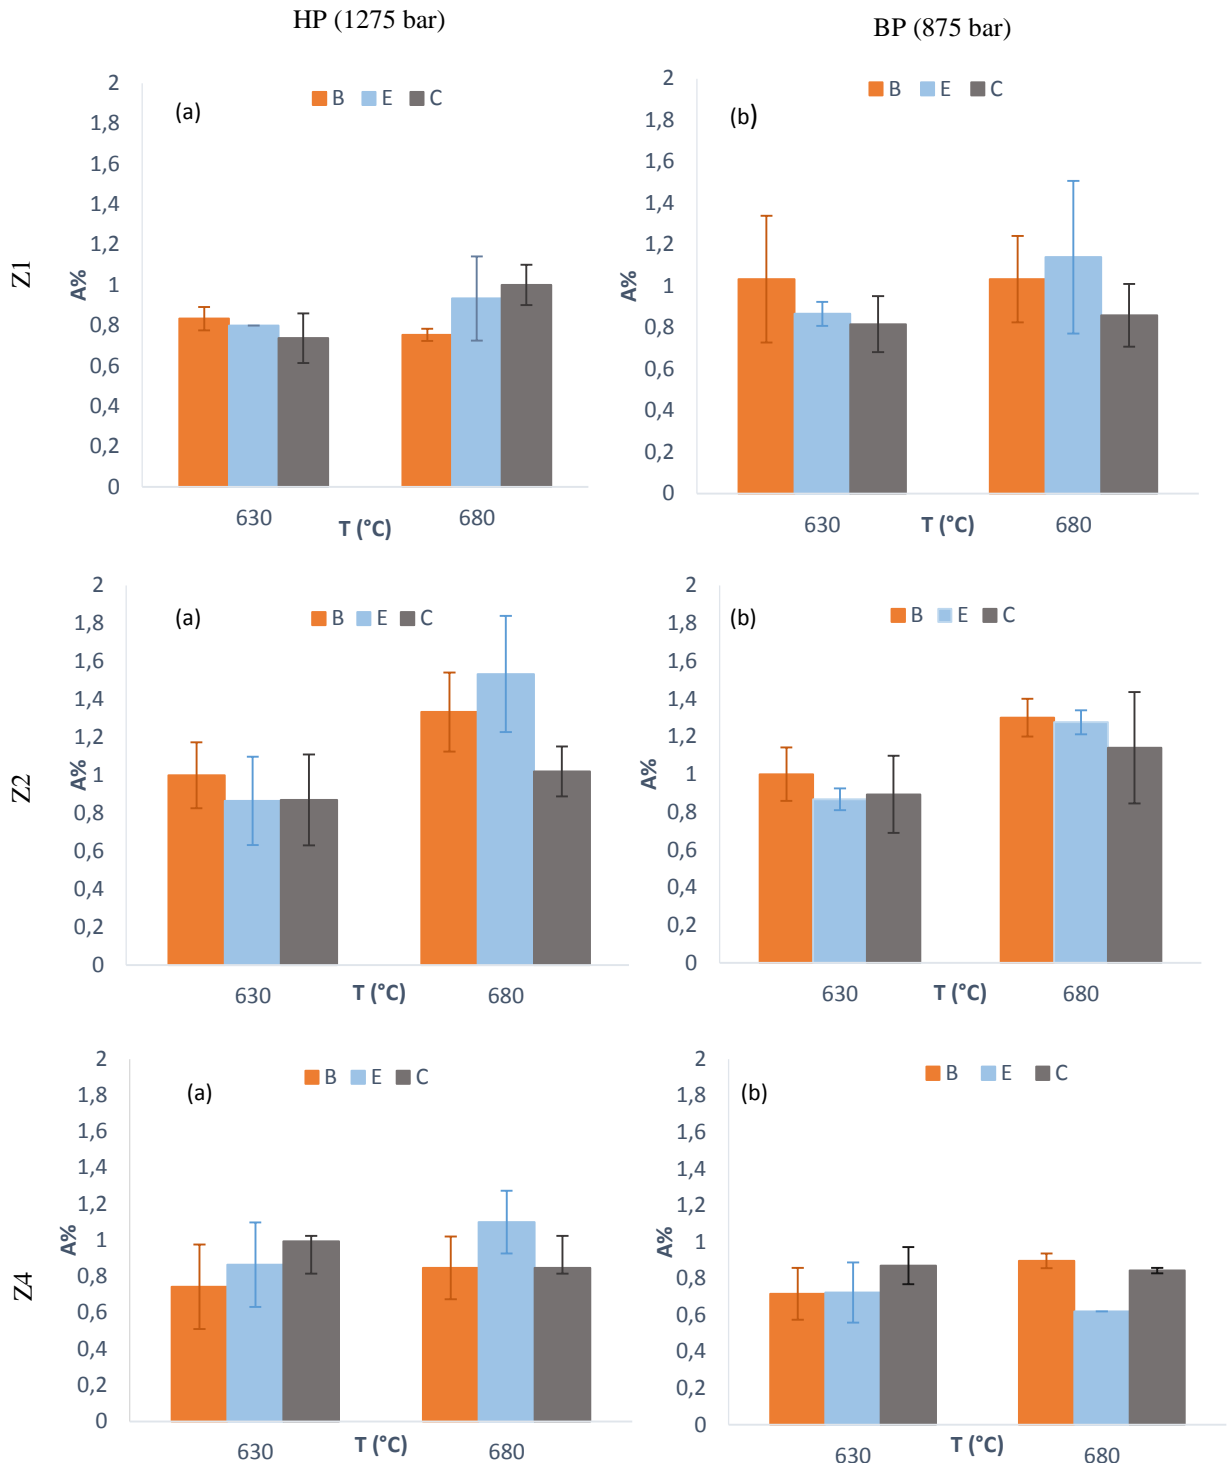 HP (1275 bar)
BP (875 bar)
Z1
(a)
B E C
A%
2
1,8
1,6
1,4
1,2
1
0,8
0,6
0,4
0,2
0
630
T (°C)
680
(b)
B E C
A%
2
1,8
1,6
1,4
1,2
1
0,8
0,6
0,4
0,2
0
630
T (°C)
680
Z2
(a)
B E C
A%
2
1,8
1,6
1,4
1,2
1
0,8
0,6
0,4
0,2
0
630
T (°C)
680
(b)
B E C
A%
2
1,8
1,6
1,4
1,2
1
0,8
0,6
0,4
0,2
0
630
T (°C)
680
Z4
(a)
B E C
A%
2
1,8
1,6
1,4
1,2
1
0,8
0,6
0,4
0,2
0
630
T (°C)
680
(b)
B E C
A%
2
1,8
1,6
1,4
1,2
1
0,8
0,6
0,4
0,2
0
630
T (°C)
680